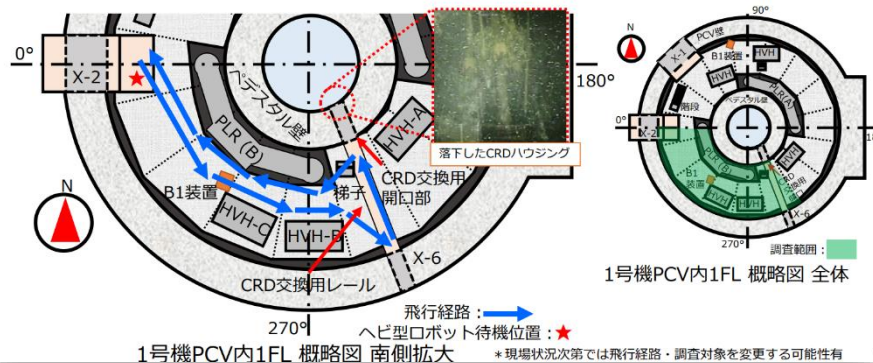 0°
X-2
ペデスタル壁
180°
PLR (B)
HVH-A
落下したCRDハウジング
CRD交換用
開口部
梯子
B1装置
HVH-C
HVH-B
X-6
N
CRD交換用レール
270°
飛行経路：
ヘビ型ロボット待機位置：★
1号機PCV内1FL 概略図 南側拡大
90°
PCV壁
X-1
B1装置
HVH
HVH
N
階段
PLR(A)
ペデスタル壁
0°
X-2
PLR (B)
HVH
B1装置
HVH
HVH
X-6
270°
調査範囲：
1号機PCV内1FL 概略図 全体
＊現場状況次第では飛行経路・調査対象を変更する可能性有